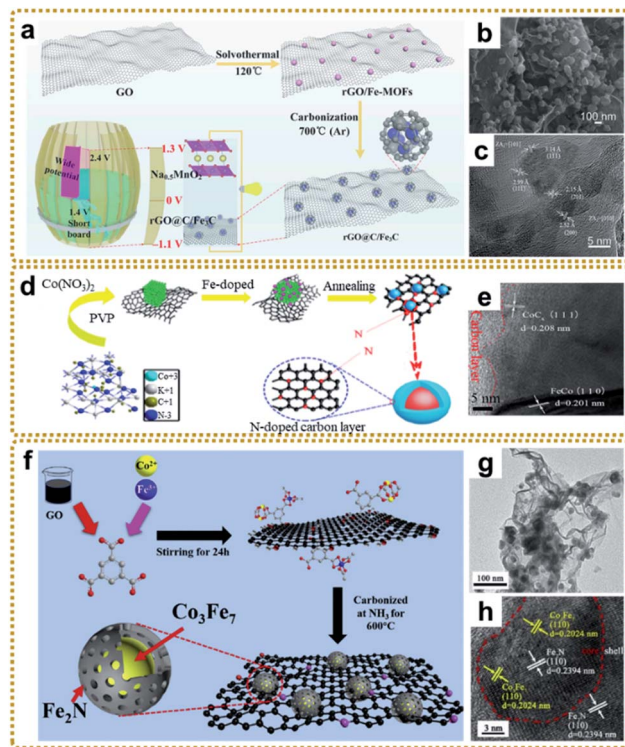 a
Solvothermal
120℃
GO
rGO/Fe-MOFs
Carbonization
700℃ (Ar)
Wide potential
2.4 V
1.4 V
Short board
1.3 V
Na₀.₅MnO₂
0 V
rGO@C/Fe₃C
-1.1 V
rGO@C/Fe₃C
b
100 nm
c
5 nm
d
Co(NO₃)₂
PVP
Fe-doped
Annealing
Co+3
K+1
C+1
N-3
N
N
N-doped carbon layer
e
Carbon layer
CoCₓ (1 1 1)
d=0.208 nm
5 nm
FeCo (1 1 0)
d=0.201 nm
f
GO
Co²⁺
Fe³⁺
Stirring for 24h
Carbonized
at NH₃ for
600℃
Co₃Fe₇
Fe₂N
g
100 nm
h
Co₃Fe₇
(110)
d=0.2024 nm
Fe₂N
(110)
d=0.2394 nm
core
shell
Co₃Fe₇
(110)
d=0.2024 nm
Fe₂N
(110)
d=0.2394 nm
3 nm